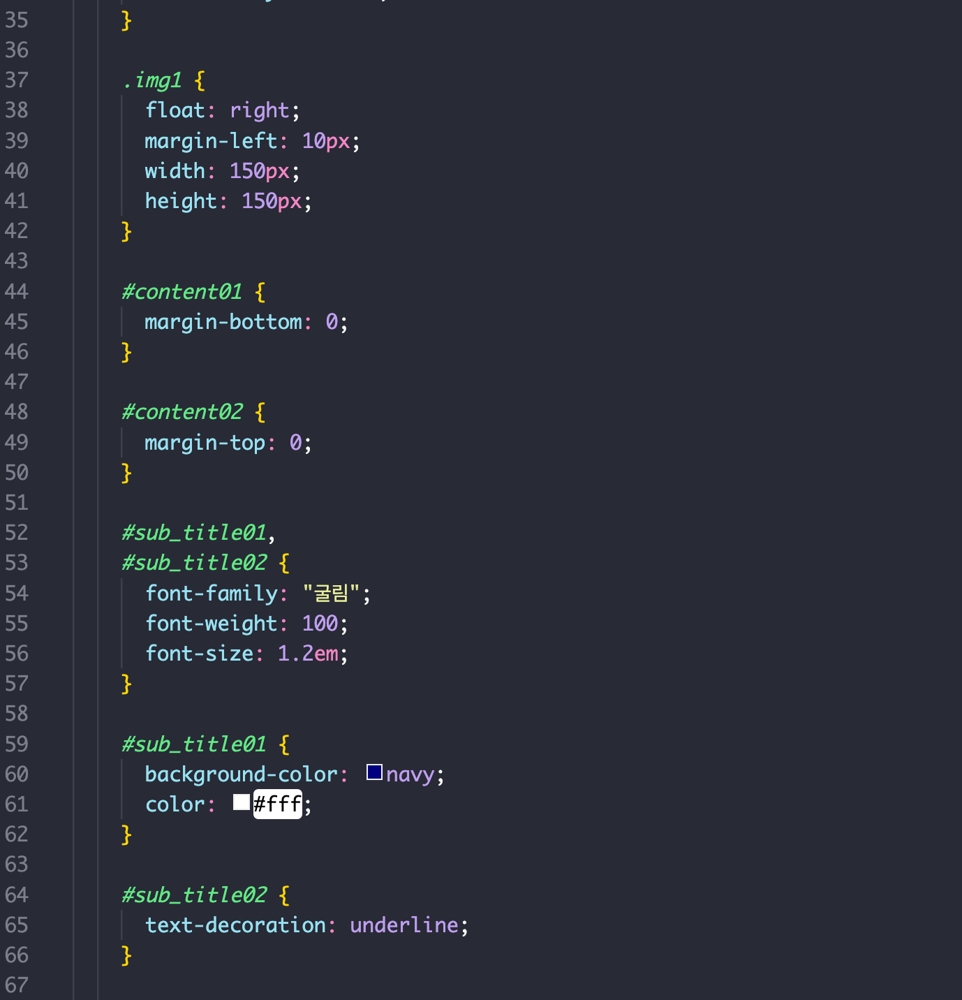 35 }
36
37 .img1 {
38 float: right;
39 margin-left: 10px;
40 width: 150px;
41 height: 150px;
42 }
43
44 #content01 {
45 margin-bottom: 0;
46 }
47
48 #content02 {
49 margin-top: 0;
50 }
51
52 #sub_title01,
53 #sub_title02 {
54 font-family: "굴림";
55 font-weight: 100;
56 font-size: 1.2em;
57 }
58
59 #sub_title01 {
60 background-color: navy;
61 color: #fff;
62 }
63
64 #sub_title02 {
65 text-decoration: underline;
66 }
67